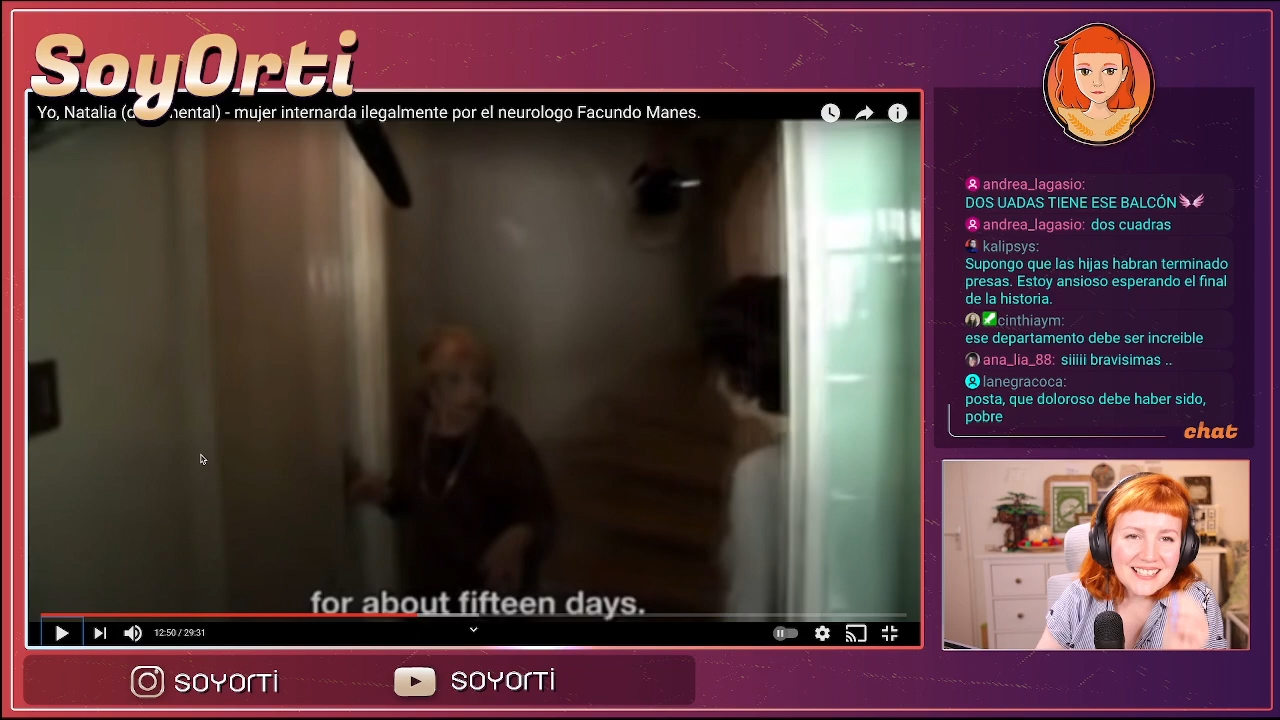 SoyOrti
Yo, Natalia (d mental) - mujer internarda ilegalmente por el neurologo Facundo Manes.
andrea_lagasio:
DOS UADAS TIENE ESE BALCÓN
andrea_lagasio: dos cuadras
kalipsys:
Supongo que las hijas habran terminado
presas. Estoy ansioso esperando el final
de la historia.
cinthiaym:
ese departamento debe ser increible
ana_lia_88: siiiii bravisimas ..
lanegracoca:
posta, que doloroso debe haber sido,
pobre
chat
for about fifteen days.
12:50 / 29:31
SOYORTI
SOYORTI